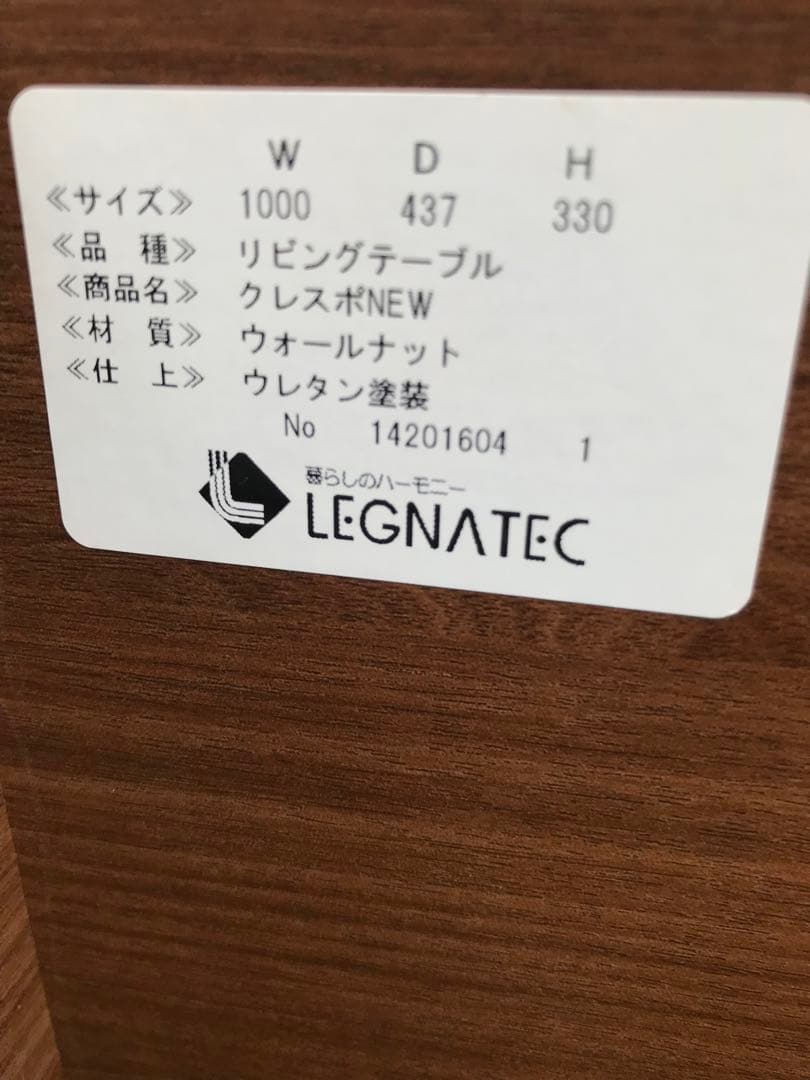 W D H
≪サイズ≫ 1000 437 330
≪品 種≫ リビングテーブル
≪商品名≫ クレスポNEW
≪材 質≫ ウォールナット
≪仕 上≫ ウレタン塗装
No 14201604 1
暮らしのハーモニー
LEGNATEC